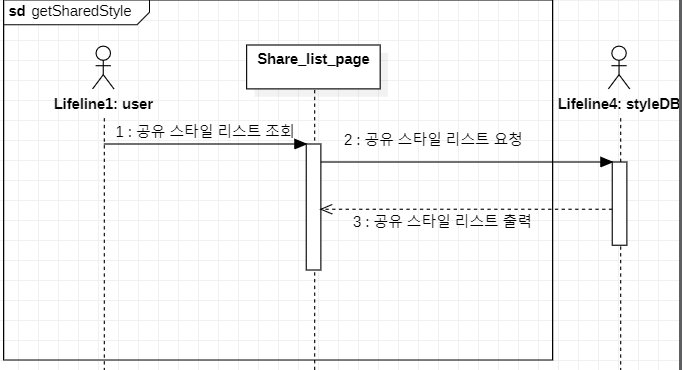 sd getSharedStyle
Share_list_page
Lifeline1: user
Lifeline4: styleDB
1 : 공유 스타일 리스트 조회
2 : 공유 스타일 리스트 요청
3 : 공유 스타일 리스트 출력